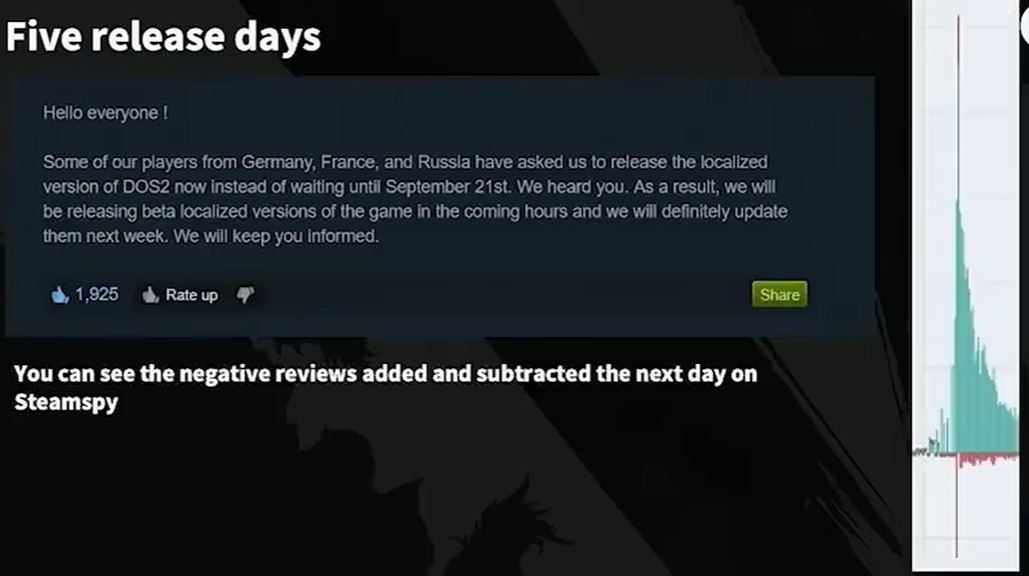 Five release days
Hello everyone !
Some of our players from Germany, France, and Russia have asked us to release the localized
version of DOS2 now instead of waiting until September 21st. We heard you. As a result, we will
be releasing beta localized versions of the game in the coming hours and we will definitely update
them next week. We will keep you informed.
1,925 Rate up Share
You can see the negative reviews added and subtracted the next day on
Steamspy